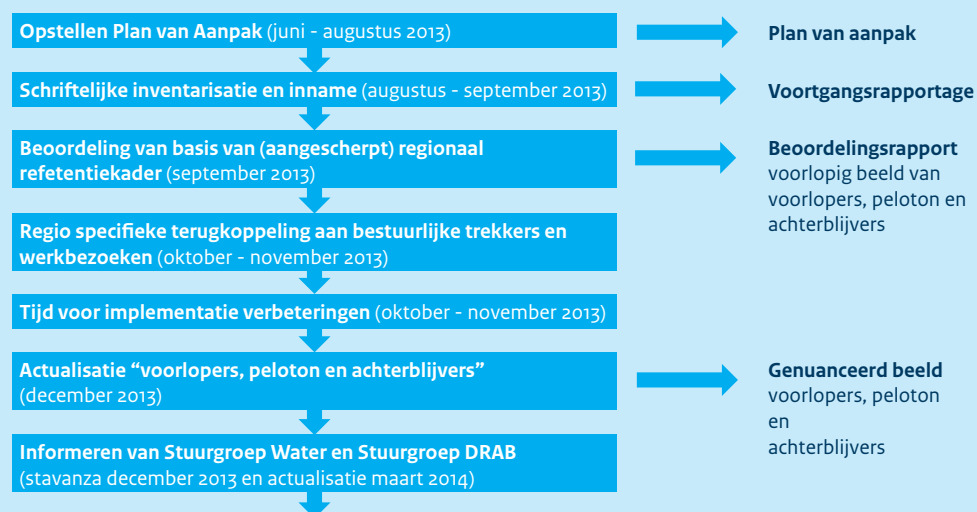 Opstellen Plan van Aanpak (juni - augustus 2013)
Plan van aanpak
Schriftelijke inventarisatie en inname (augustus - september 2013)
Voortgangsrapportage
Beoordeling van basis van (aangescherpt) regionaal
refetentiekader (september 2013)
Beoordelingsrapport
voorlopig beeld van
voorlopers, peloton en
achterblijvers
Regio specifieke terugkoppeling aan bestuurlijke trekkers en
werkbezoeken (oktober - november 2013)
Tijd voor implementatie verbeteringen (oktober - november 2013)
Actualisatie “voorlopers, peloton en achterblijvers”
(december 2013)
Genuanceerd beeld
voorlopers, peloton
en
achterblijvers
Informeren van Stuurgroep Water en Stuurgroep DRAB
(stavanza december 2013 en actualisatie maart 2014)